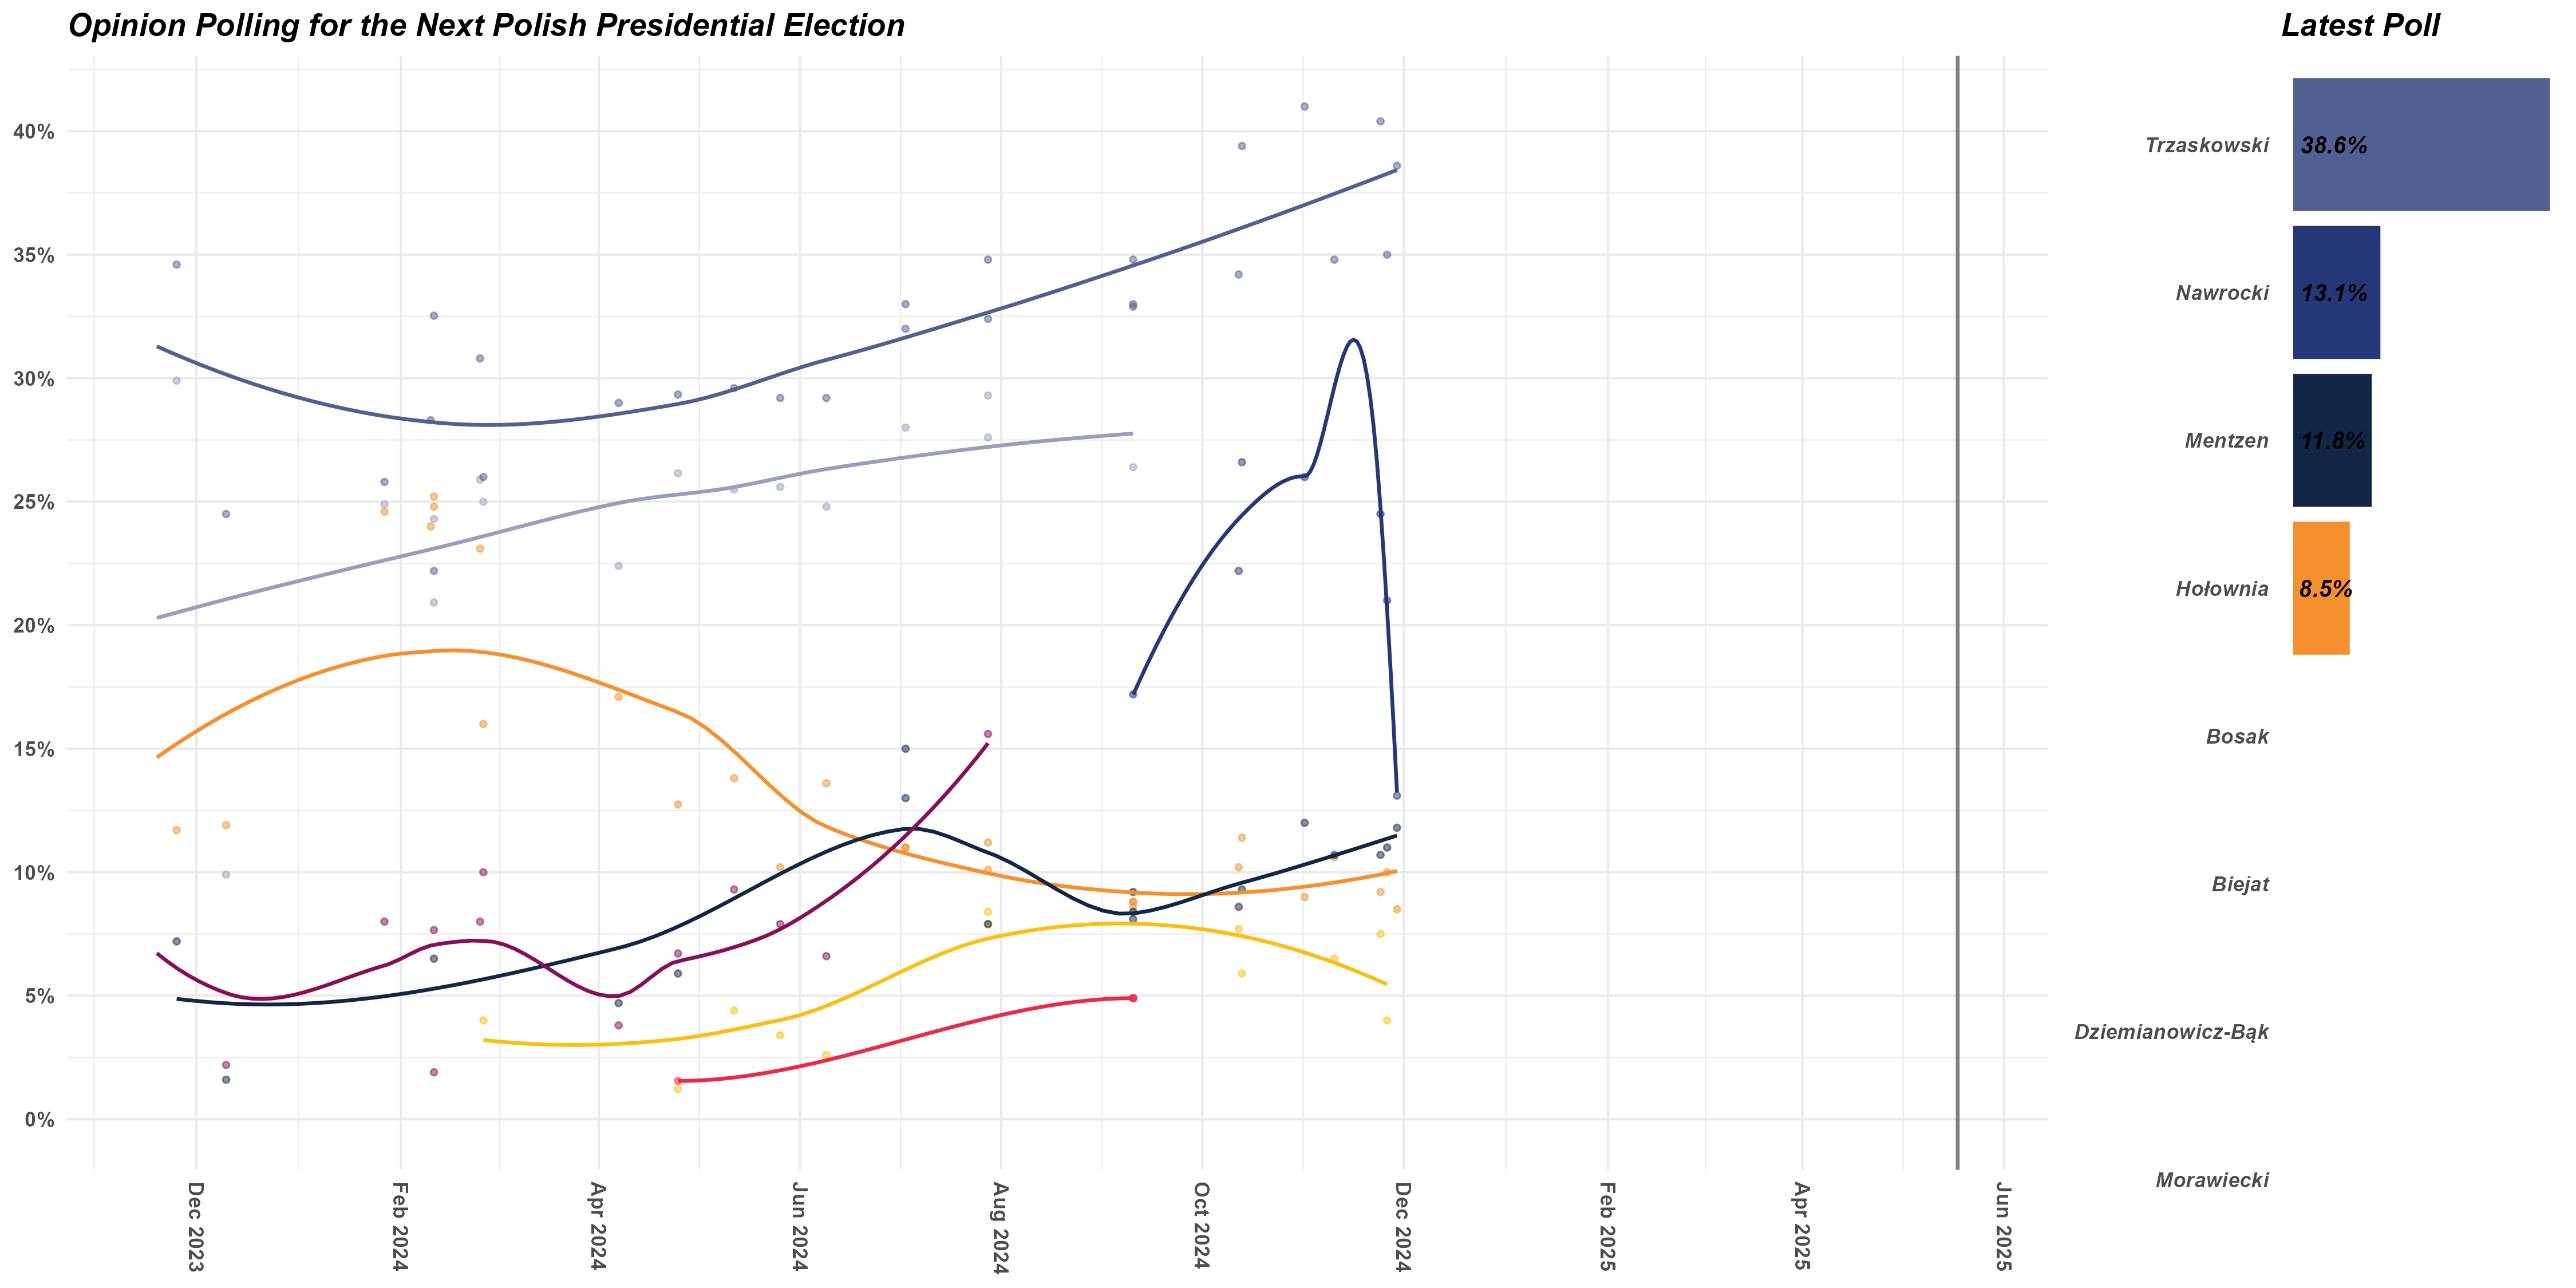 Opinion Polling for the Next Polish Presidential Election
40%
35%
30%
25%
20%
15%
10%
5%
0%
Dec 2023
Feb 2024
Apr 2024
Jun 2024
Aug 2024
Oct 2024
Dec 2024
Feb 2025
Apr 2025
Jun 2025
Latest Poll
Trzaskowski 38.6%
Nawrocki 13.1%
Mentzen 11.8%
Hołownia 8.5%
Bosak
Biejat
Dziemianowicz-Bąk
Morawiecki